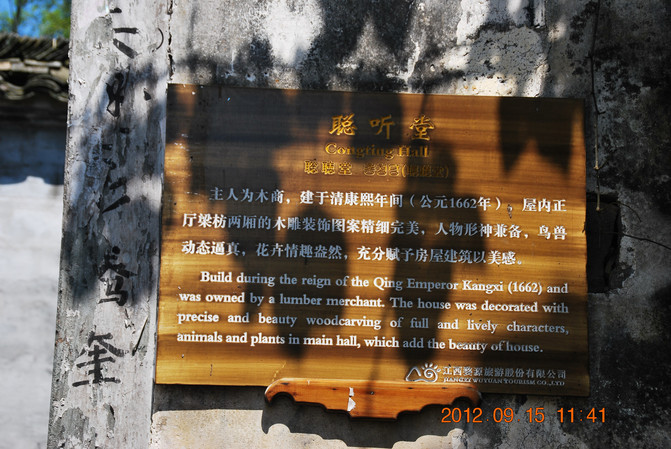 聪听堂
Congting Hall
聪聽堂
主人为木商，建于清康熙年间（公元1662年），屋内正
厅梁枋两厢的木雕装饰图案精细完美，人物形神兼备，鸟兽
动态逼真，花卉情趣盎然，充分赋予房屋建筑以美感。
Build during the reign of the Qing Emperor Kangxi (1662) and
was owned by a lumber merchant. The house was decorated with
precise and beauty woodcarving of full and lively characters,
animals and plants in main hall, which add the beauty of house.
江西婺源旅游股份有限公司
JIANGXI WUYUAN TOURISM CO.,LTD
2012.09.15 11:41
奎